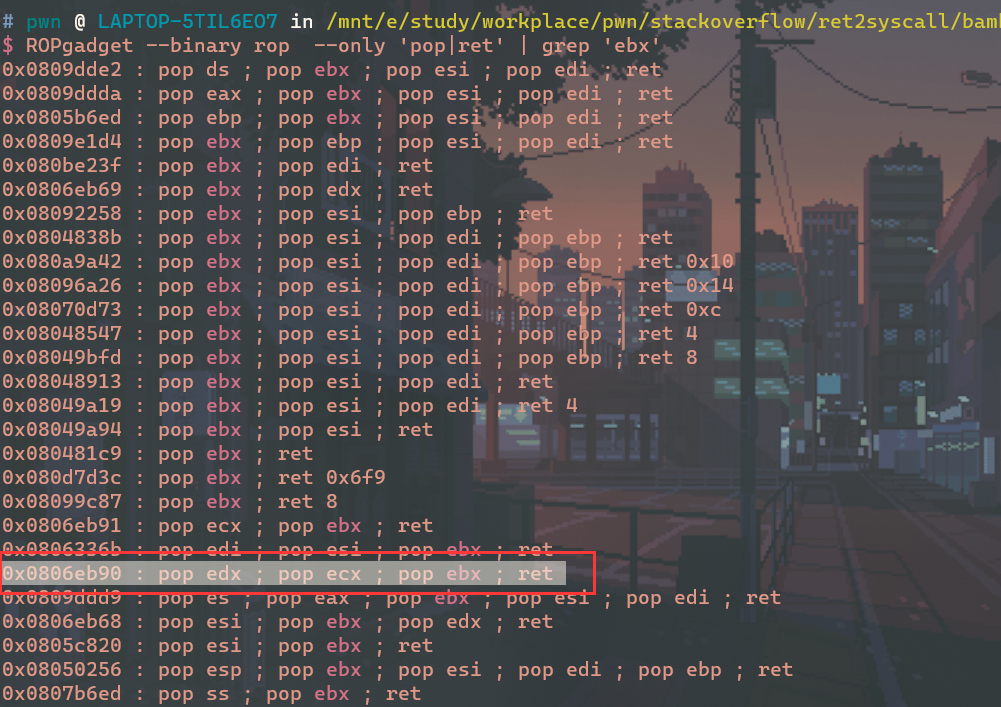 # pwn @ LAPTOP-5TIL6EO7 in /mnt/e/study/workplace/pwn/stackoverflow/ret2syscall/bam
$ ROPgadget --binary rop  --only 'pop|ret' | grep 'ebx'
0x0809dde2 : pop ds ; pop ebx ; pop esi ; pop edi ; ret
0x0809ddda : pop eax ; pop ebx ; pop esi ; pop edi ; ret
0x0805b6ed : pop ebp ; pop ebx ; pop esi ; pop edi ; ret
0x0809e1d4 : pop ebx ; pop ebp ; pop esi ; pop edi ; ret
0x080be23f : pop ebx ; pop edi ; ret
0x0806eb69 : pop ebx ; pop edx ; ret
0x08092258 : pop ebx ; pop esi ; pop ebp ; ret
0x0804838b : pop ebx ; pop esi ; pop edi ; pop ebp ; ret
0x080a9a42 : pop ebx ; pop esi ; pop edi ; pop ebp ; ret 0x10
0x08096a26 : pop ebx ; pop esi ; pop edi ; pop ebp ; ret 0x14
0x08070d73 : pop ebx ; pop esi ; pop edi ; pop ebp ; ret 0xc
0x08048547 : pop ebx ; pop esi ; pop edi ; pop ebp ; ret 4
0x08049bfd : pop ebx ; pop esi ; pop edi ; pop ebp ; ret 8
0x08048913 : pop ebx ; pop esi ; pop edi ; ret
0x08049a19 : pop ebx ; pop esi ; pop edi ; ret 4
0x08049a94 : pop ebx ; pop esi ; ret
0x080481c9 : pop ebx ; ret
0x080d7d3c : pop ebx ; ret 0x6f9
0x08099c87 : pop ebx ; ret 8
0x0806eb91 : pop ecx ; pop ebx ; ret
0x0806336b : pop edi ; pop esi ; pop ebx ; ret
0x0806eb90 : pop edx ; pop ecx ; pop ebx ; ret
0x0809ddd9 : pop es ; pop eax ; pop ebx ; pop esi ; pop edi ; ret
0x0806eb68 : pop esi ; pop ebx ; pop edx ; ret
0x0805c820 : pop esi ; pop ebx ; ret
0x08050256 : pop esp ; pop ebx ; pop esi ; pop edi ; pop ebp ; ret
0x0807b6ed : pop ss ; pop ebx ; ret